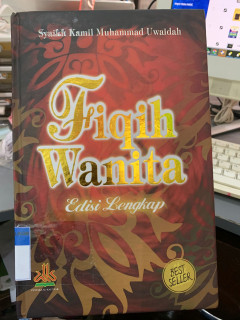 Syaikh Kamil Muhammad Uwaidah
Fiqih
Wanita
Edisi Lengkap
BEST
SELLER